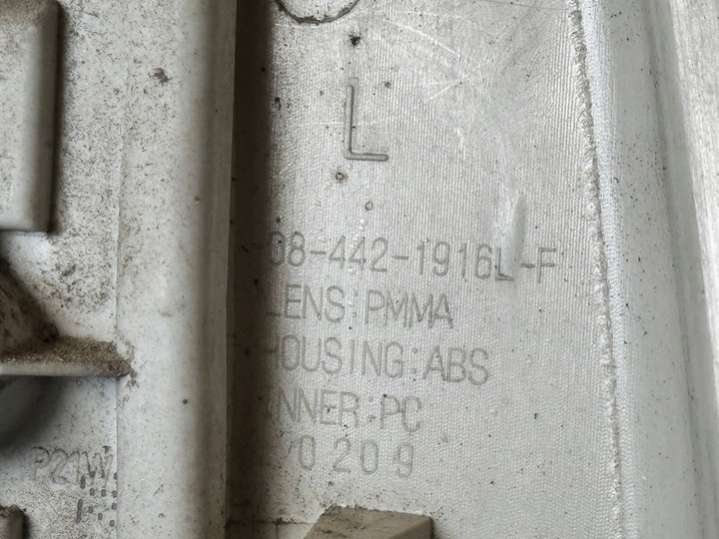 L
08-442-1916L-F
LENS:PMMA
HOUSING:ABS
INNER:PC
0209
P21W